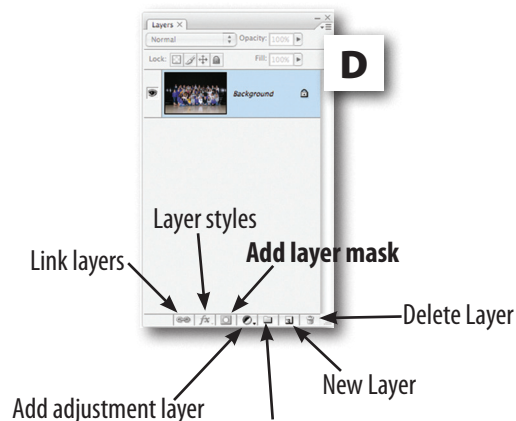 Layers ×
Normal Opacity: 100%
Lock: Fill: 100%
D
Background
Layer styles
Link layers
Add layer mask
fx
Delete Layer
New Layer
Add adjustment layer